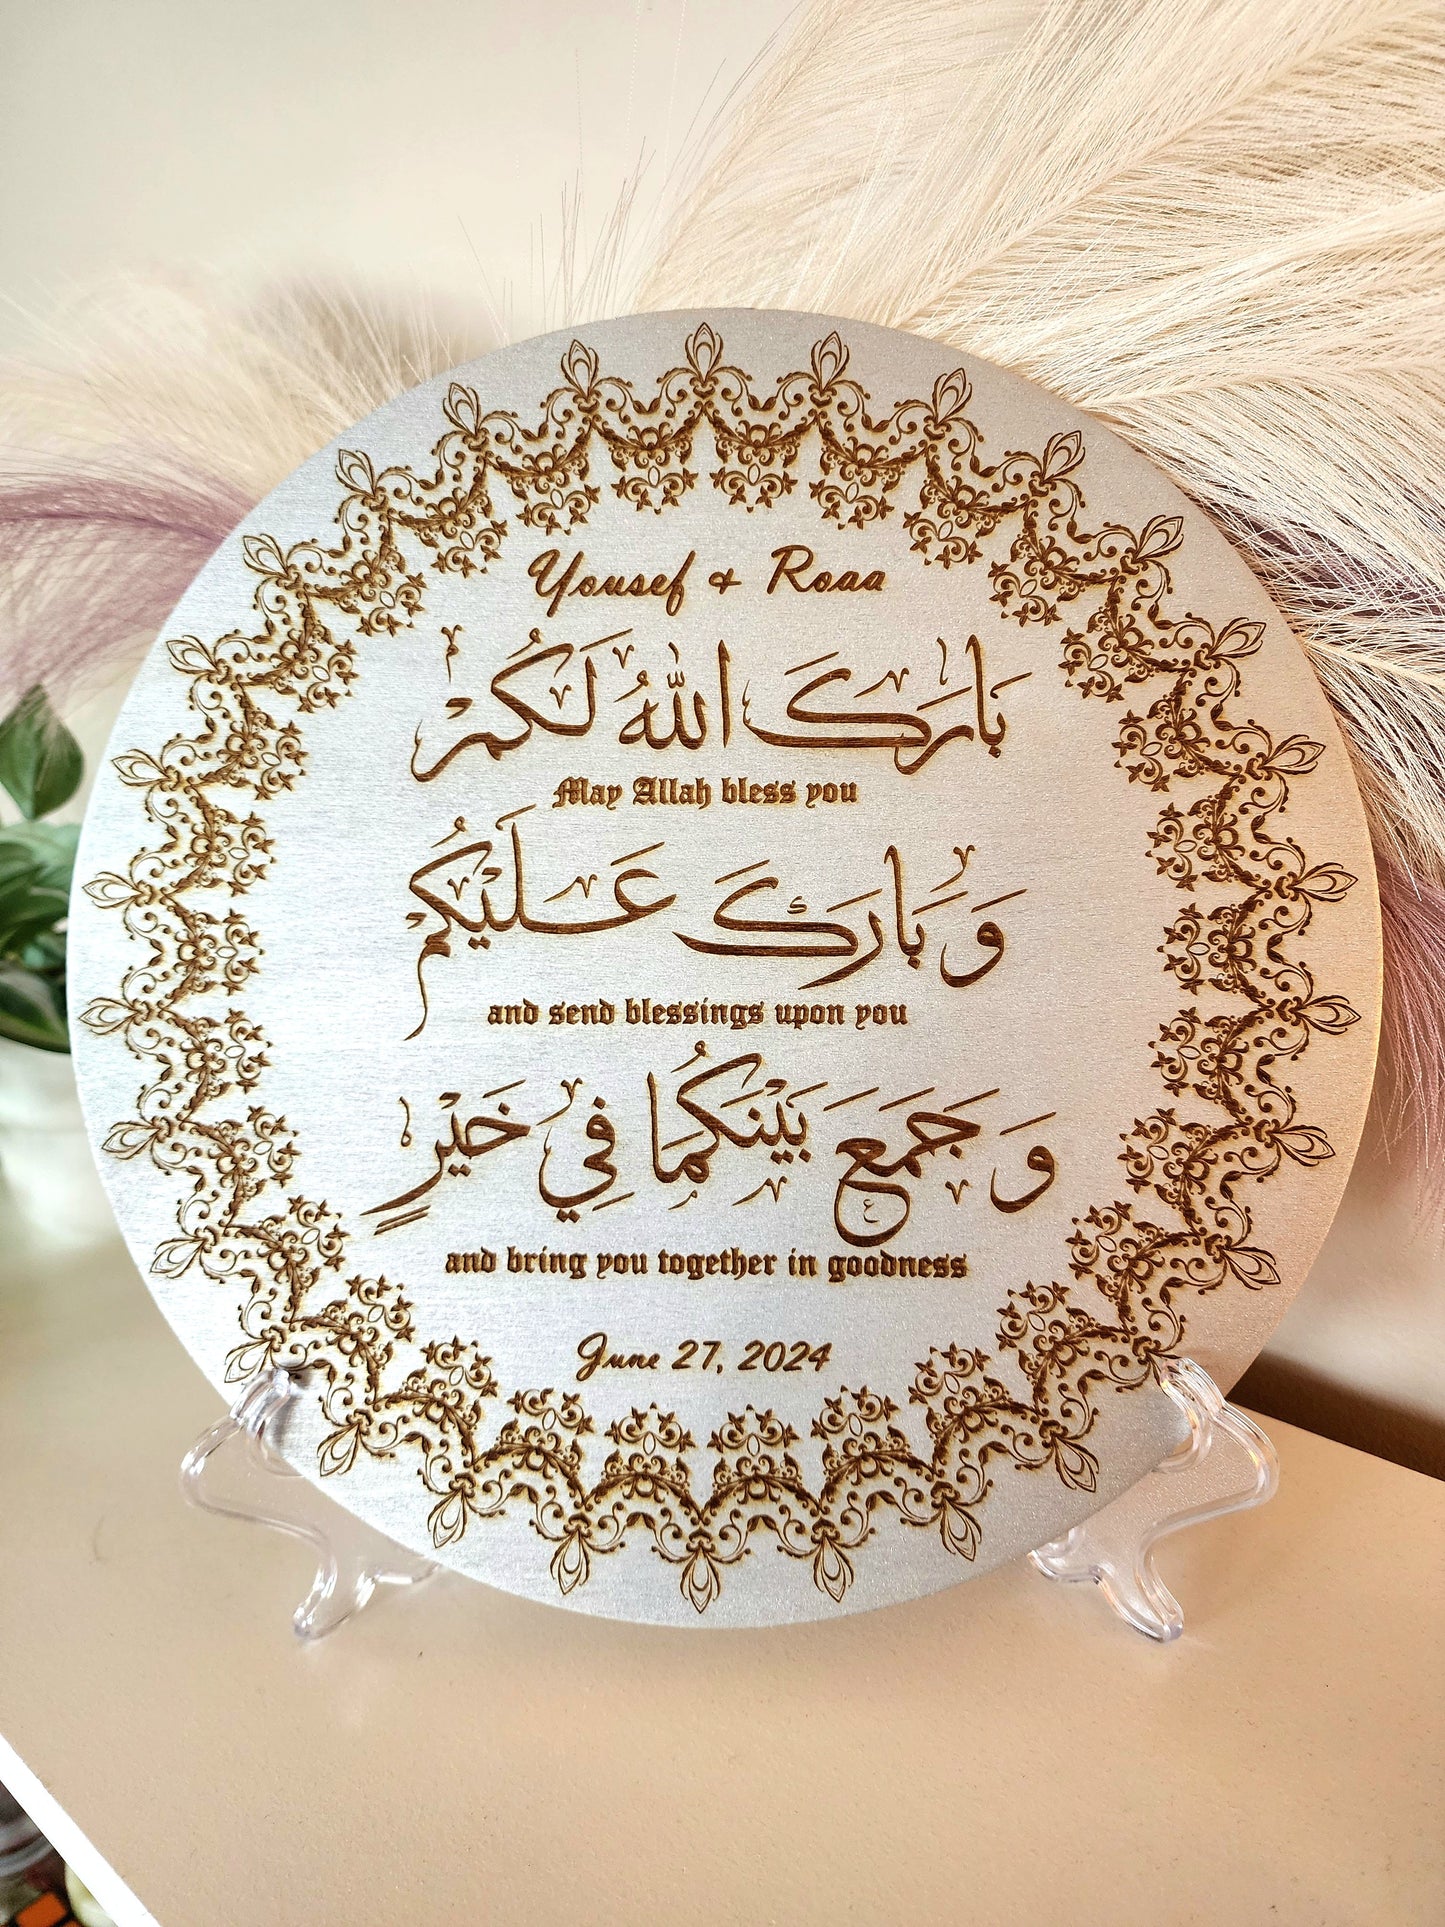 Yousef & Roaa
بَارَكَ اللهُ لَكُمْ
May Allah bless you
وَ بَارَكَ عَلَيْكُمْ
and send blessings upon you
وَ جَمَعَ بَيْنَكُمَا فِي خَيْرٍ
and bring you together in goodness
June 27, 2024